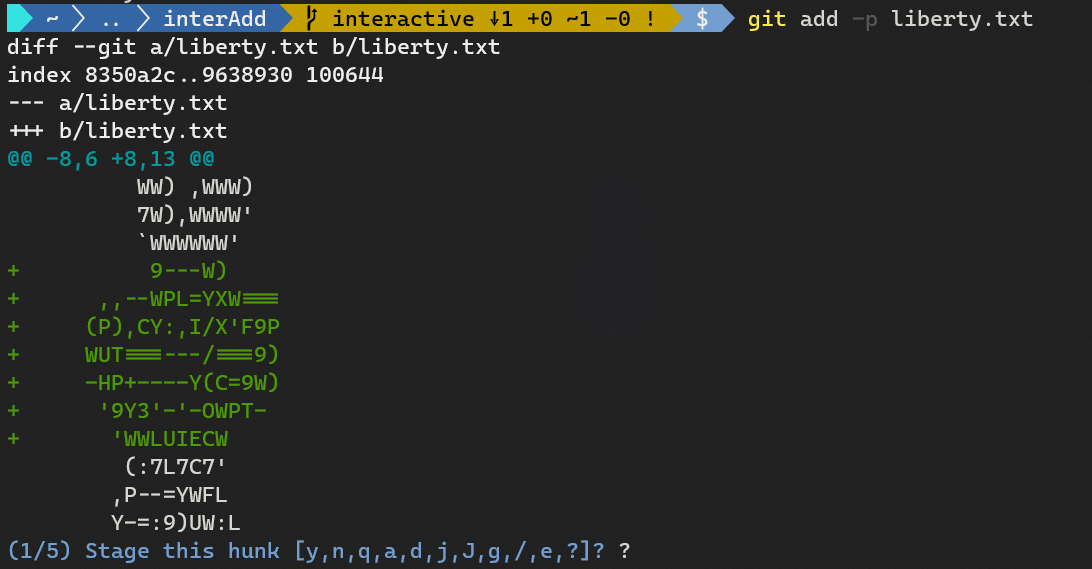 ~ .. interAdd interactive ↓1 +0 ~1 -0 ! $ git add -p liberty.txt
diff --git a/liberty.txt b/liberty.txt
index 8350a2c..9638930 100644
--- a/liberty.txt
+++ b/liberty.txt
@@ -8,6 +8,13 @@
          WW) ,WWW)
          7W),WWWW'
          `WWWWWW'
+          9---W)
+      ,,--WPL=YXW===
+     (P),CY:,I/X'F9P
+     WUT===---/===9)
+     -HP+----Y(C=9W)
+      '9Y3'-'-OWPT-
+       'WWLUIECW
         (:7L7C7'
        ,P--=YWFL
        Y-=:9)UW:L
(1/5) Stage this hunk [y,n,q,a,d,j,J,g,/,e,?]? ?